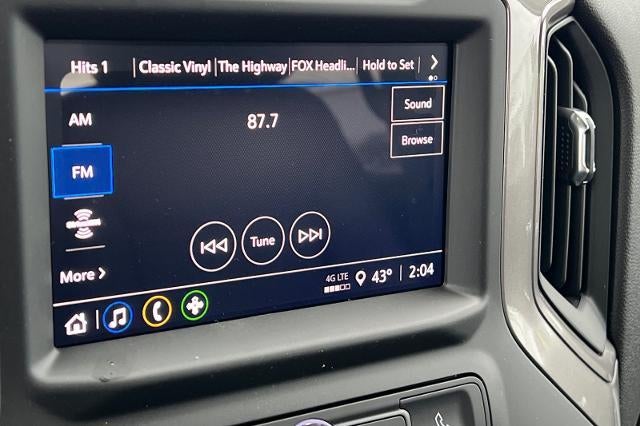 Hits 1 Classic Vinyl The Highway FOX Headli... Hold to Set
AM 87.7 Sound
Browse
FM
Tune
More
4G LTE 43° 2:04